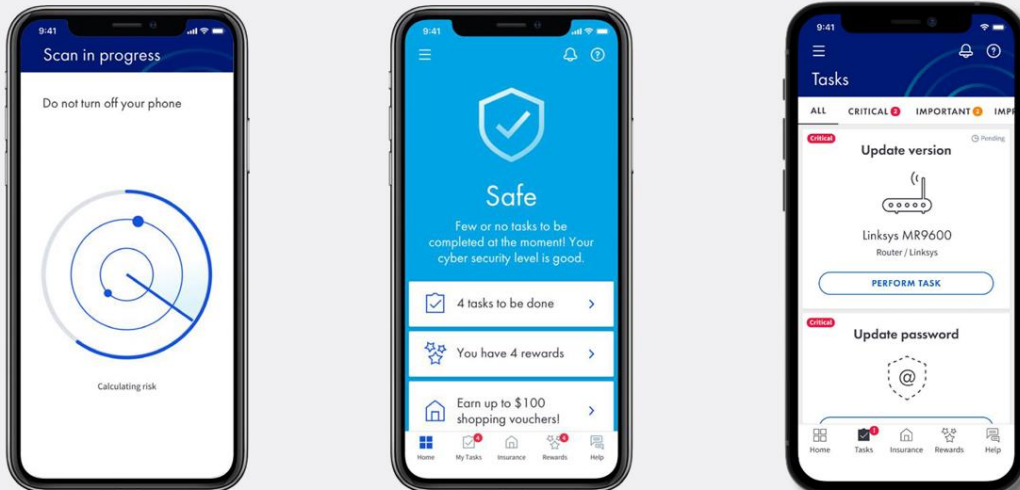 9:41
Scan in progress
Do not turn off your phone
Calculating risk
9:41
Safe
Few or no tasks to be
completed at the moment! Your
cyber security level is good.
4 tasks to be done
You have 4 rewards
Earn up to $100
shopping vouchers!
4
Home
My Tasks
Insurance
Rewards
Help
9:41
Tasks
ALL
CRITICAL 2
IMPORTANT
IMPR
Critical
Pending
Update version
Linksys MR9600
Router / Linksys
PERFORM TASK
Critical
Update password
@
1
Home
Tasks
Insurance
Rewards
Help